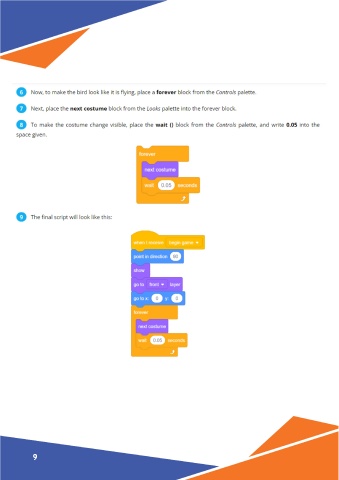 6 Now, to make the bird look like it is flying, place a forever block from the Controls palette.
7 Next, place the next costume block from the Looks palette into the forever block.
8 To make the costume change visible, place the wait () block from the Controls palette, and write 0.05 into the
space given.
forever
next costume
wait 0.05 seconds
9 The final script will look like this:
when I receive begin game
point in direction 90
show
go to front layer
go to x: 0 y: 0
forever
next costume
wait 0.05 seconds
9